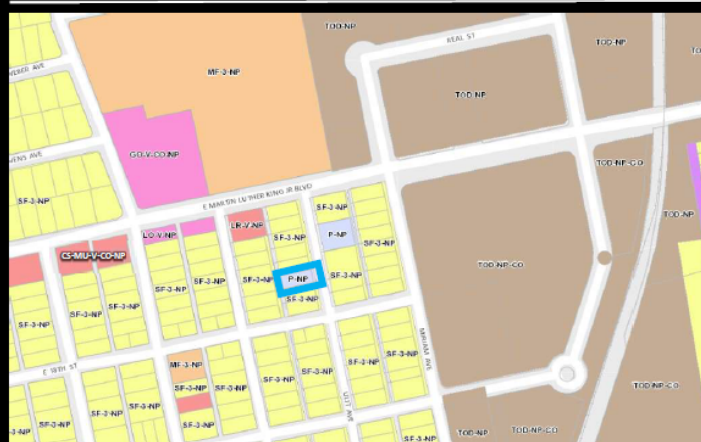 TOD-NP
REAL ST
TOD-NP
TOD
MF-3-NP
TOD-NP
GO-V-CO-NP
ENS AVE
TOD-NP-CO
E MARTIN LUTHER KING JR BLVD
SF-3-NP
SF-3-NP
TOD-NP
LR-V-NP
P-NP
LO-V-NP
SF-3-NP
CS-MU-V-CO-NP
TOD-NP-CO
SF-3-NP
SF-3-NP
SF-3-NP
P-NP
SF-3-NP
SF-3-NP
SF-3-NP
SF-3-NP
MIRIAM AVE
E 18TH ST
MF-3-NP
SF-3-NP
SF-3-NP
SF-3-NP
SF-3-NP
SF-3-NP
SF-3-NP
SF-3-NP
TOD-NP-CO
SF-3-NP
SF-3-NP
SF-3-NP
SF-3-NP
TOD-NP
TOD-NP-CO
SF-3-NP